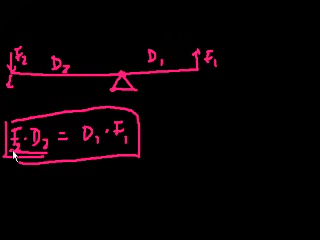 F₂ D₂ D₁ F₁
F₂ · D₂ = D₁ · F₁